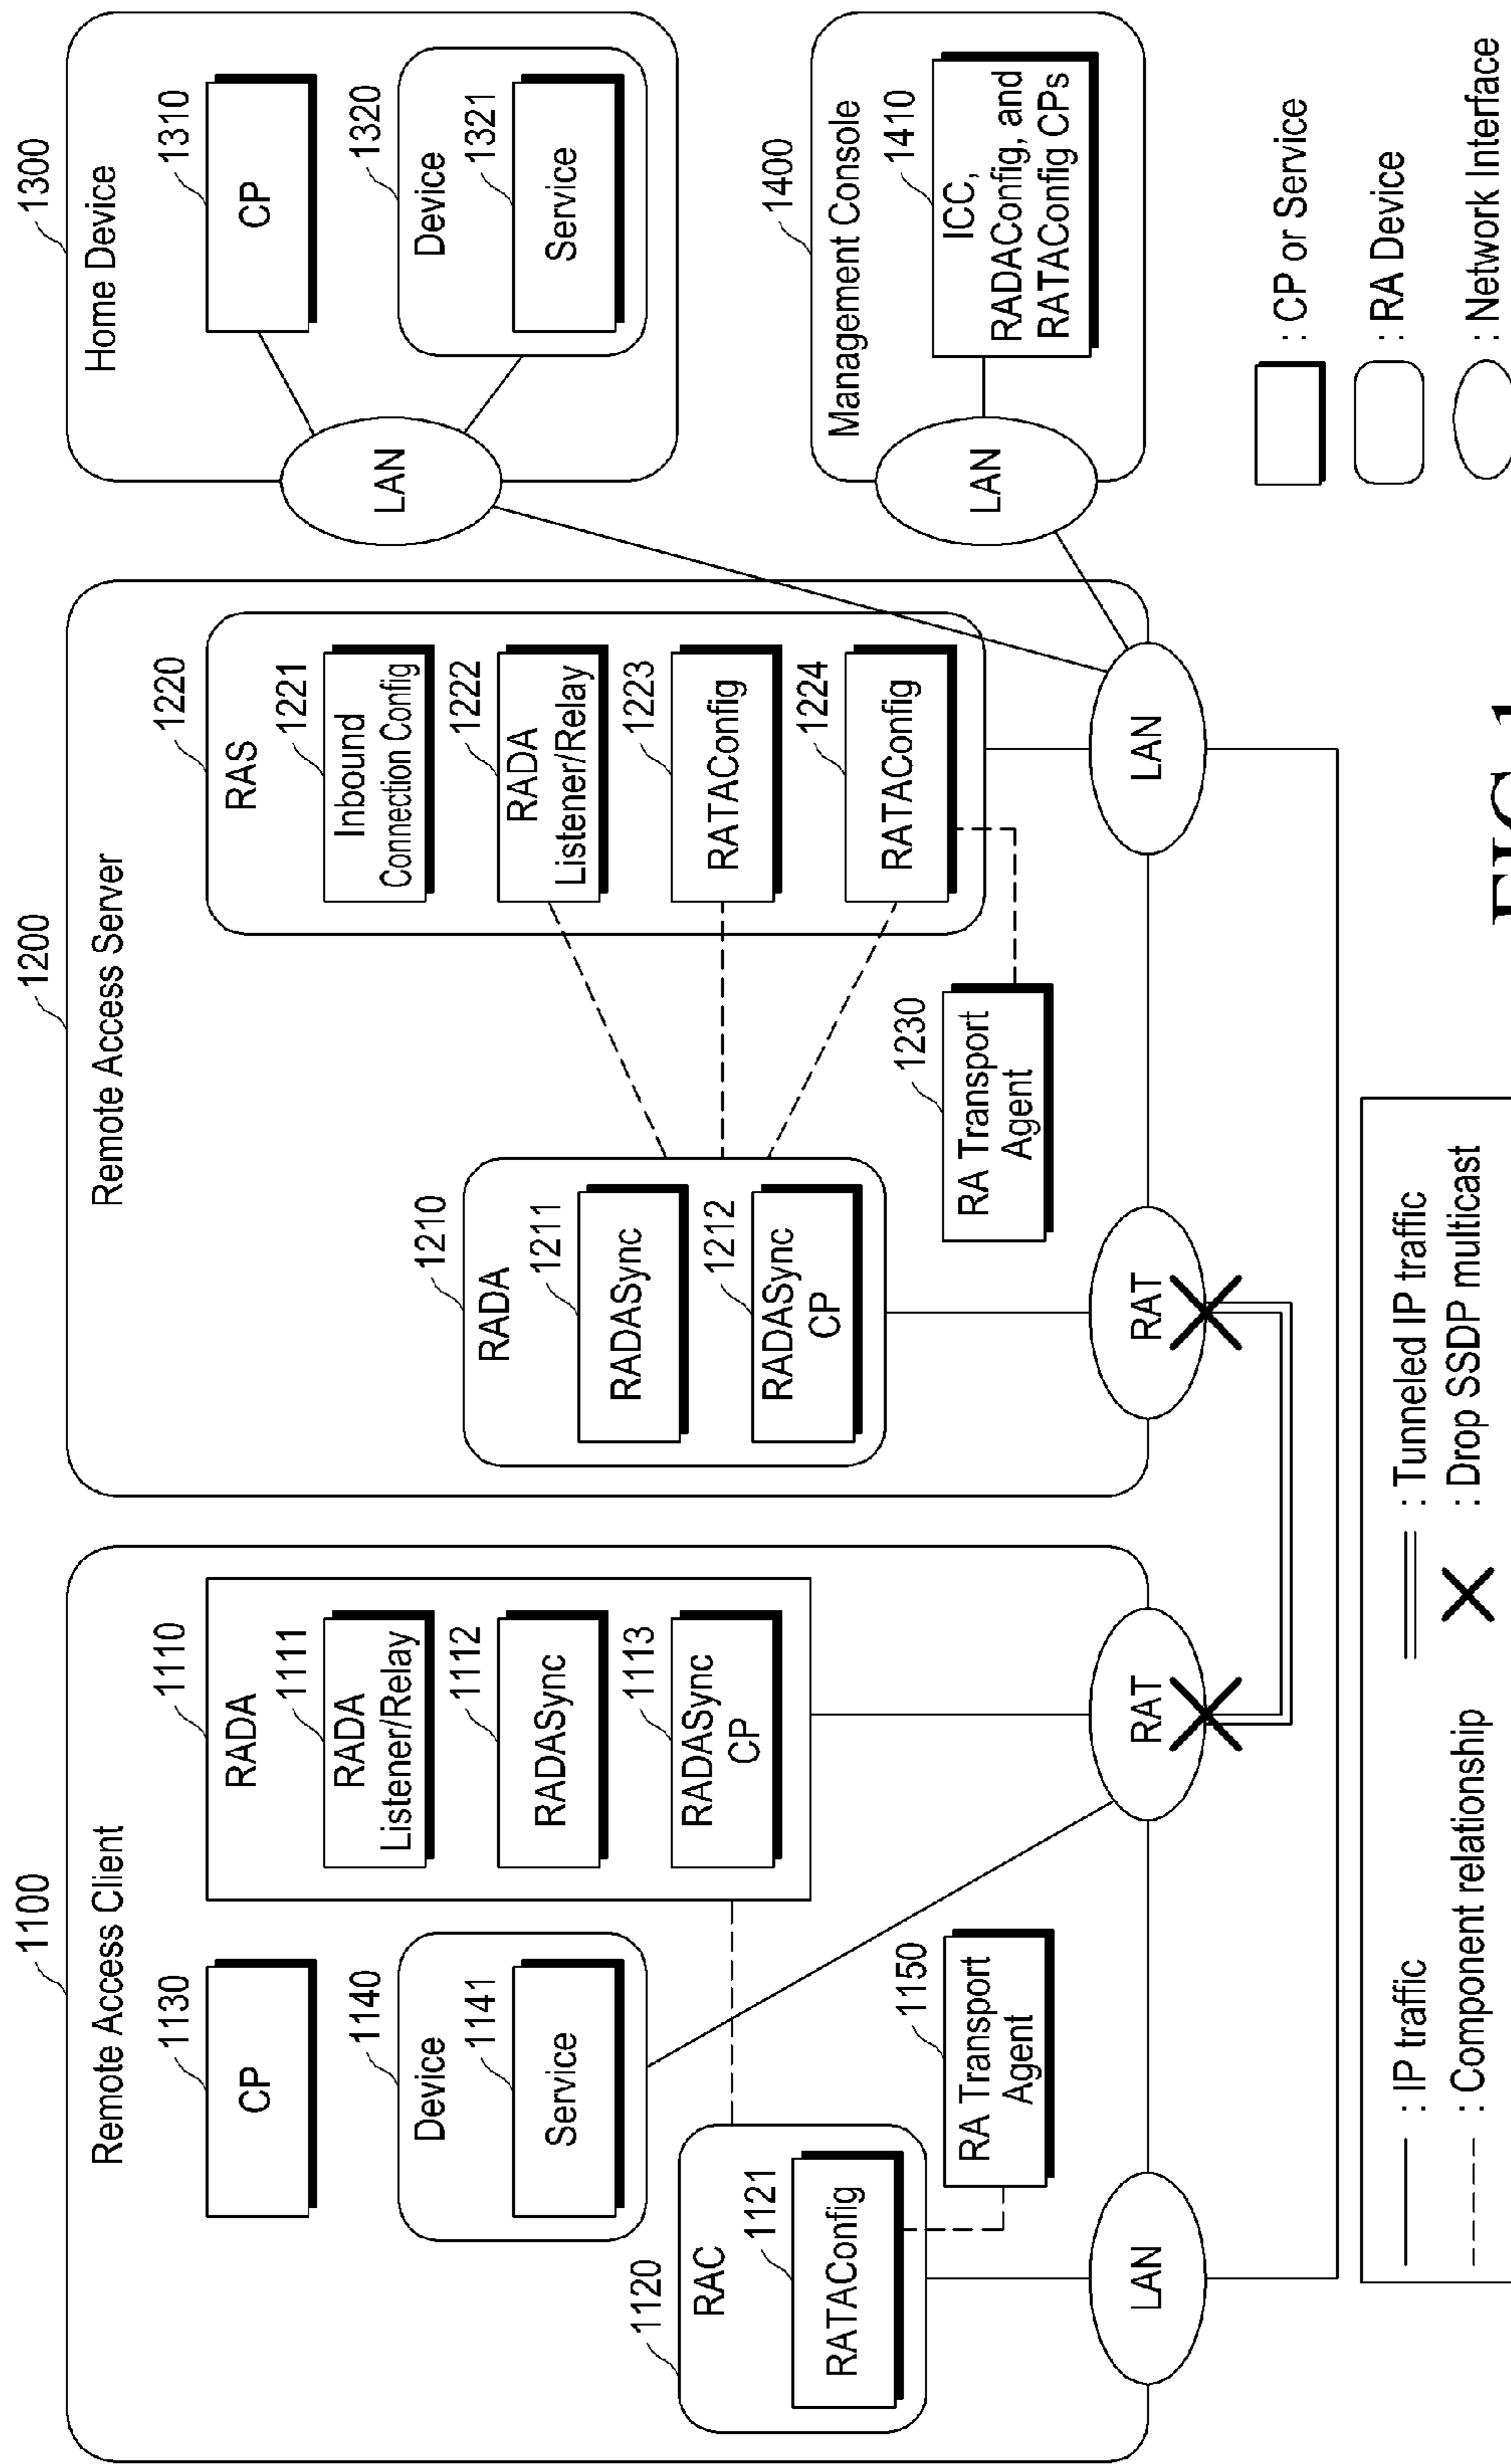 1100
Remote Access Client
1130
CP
1140
Device
1141
Service
1120
RAC
1121
RATAConfig
1150
RA Transport
Agent
1110
RADA
1111
RADA
Listener/Relay
1112
RADASync
1113
RADASync
CP
LAN
RAT
1200
Remote Access Server
1210
RADA
1211
RADASync
1212
RADASync
CP
1220
RAS
1221
Inbound
Connection Config
1222
RADA
Listener/Relay
1223
RATAConfig
1224
RATAConfig
1230
RA Transport
Agent
RAT
LAN
1300
Home Device
1310
CP
1320
Device
1321
Service
LAN
1400
Management Console
1410
ICC,
RADAConfig, and
RATAConfig CPs
LAN
: IP traffic
: Tunneled IP traffic
: Component relationship
: Drop SSDP multicast
: CP or Service
: RA Device
: Network Interface